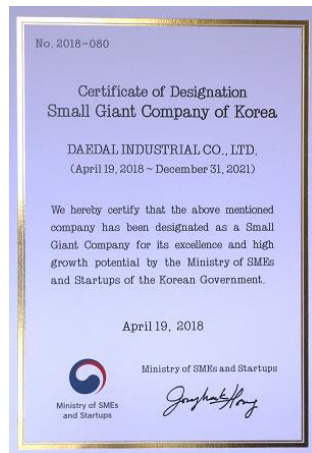 No. 2018-080
Certificate of Designation
Small Giant Company of Korea
DAEDAL INDUSTRIAL CO., LTD.
(April 19, 2018 ~ December 31, 2021)
We hereby certify that the above mentioned
company has been designated as a Small
Giant Company for its excellence and high
growth potential by the Ministry of SMEs
and Startups of the Korean Government.
April 19, 2018
Ministry of SMEs and Startups
Ministry of SMEs
and Startups